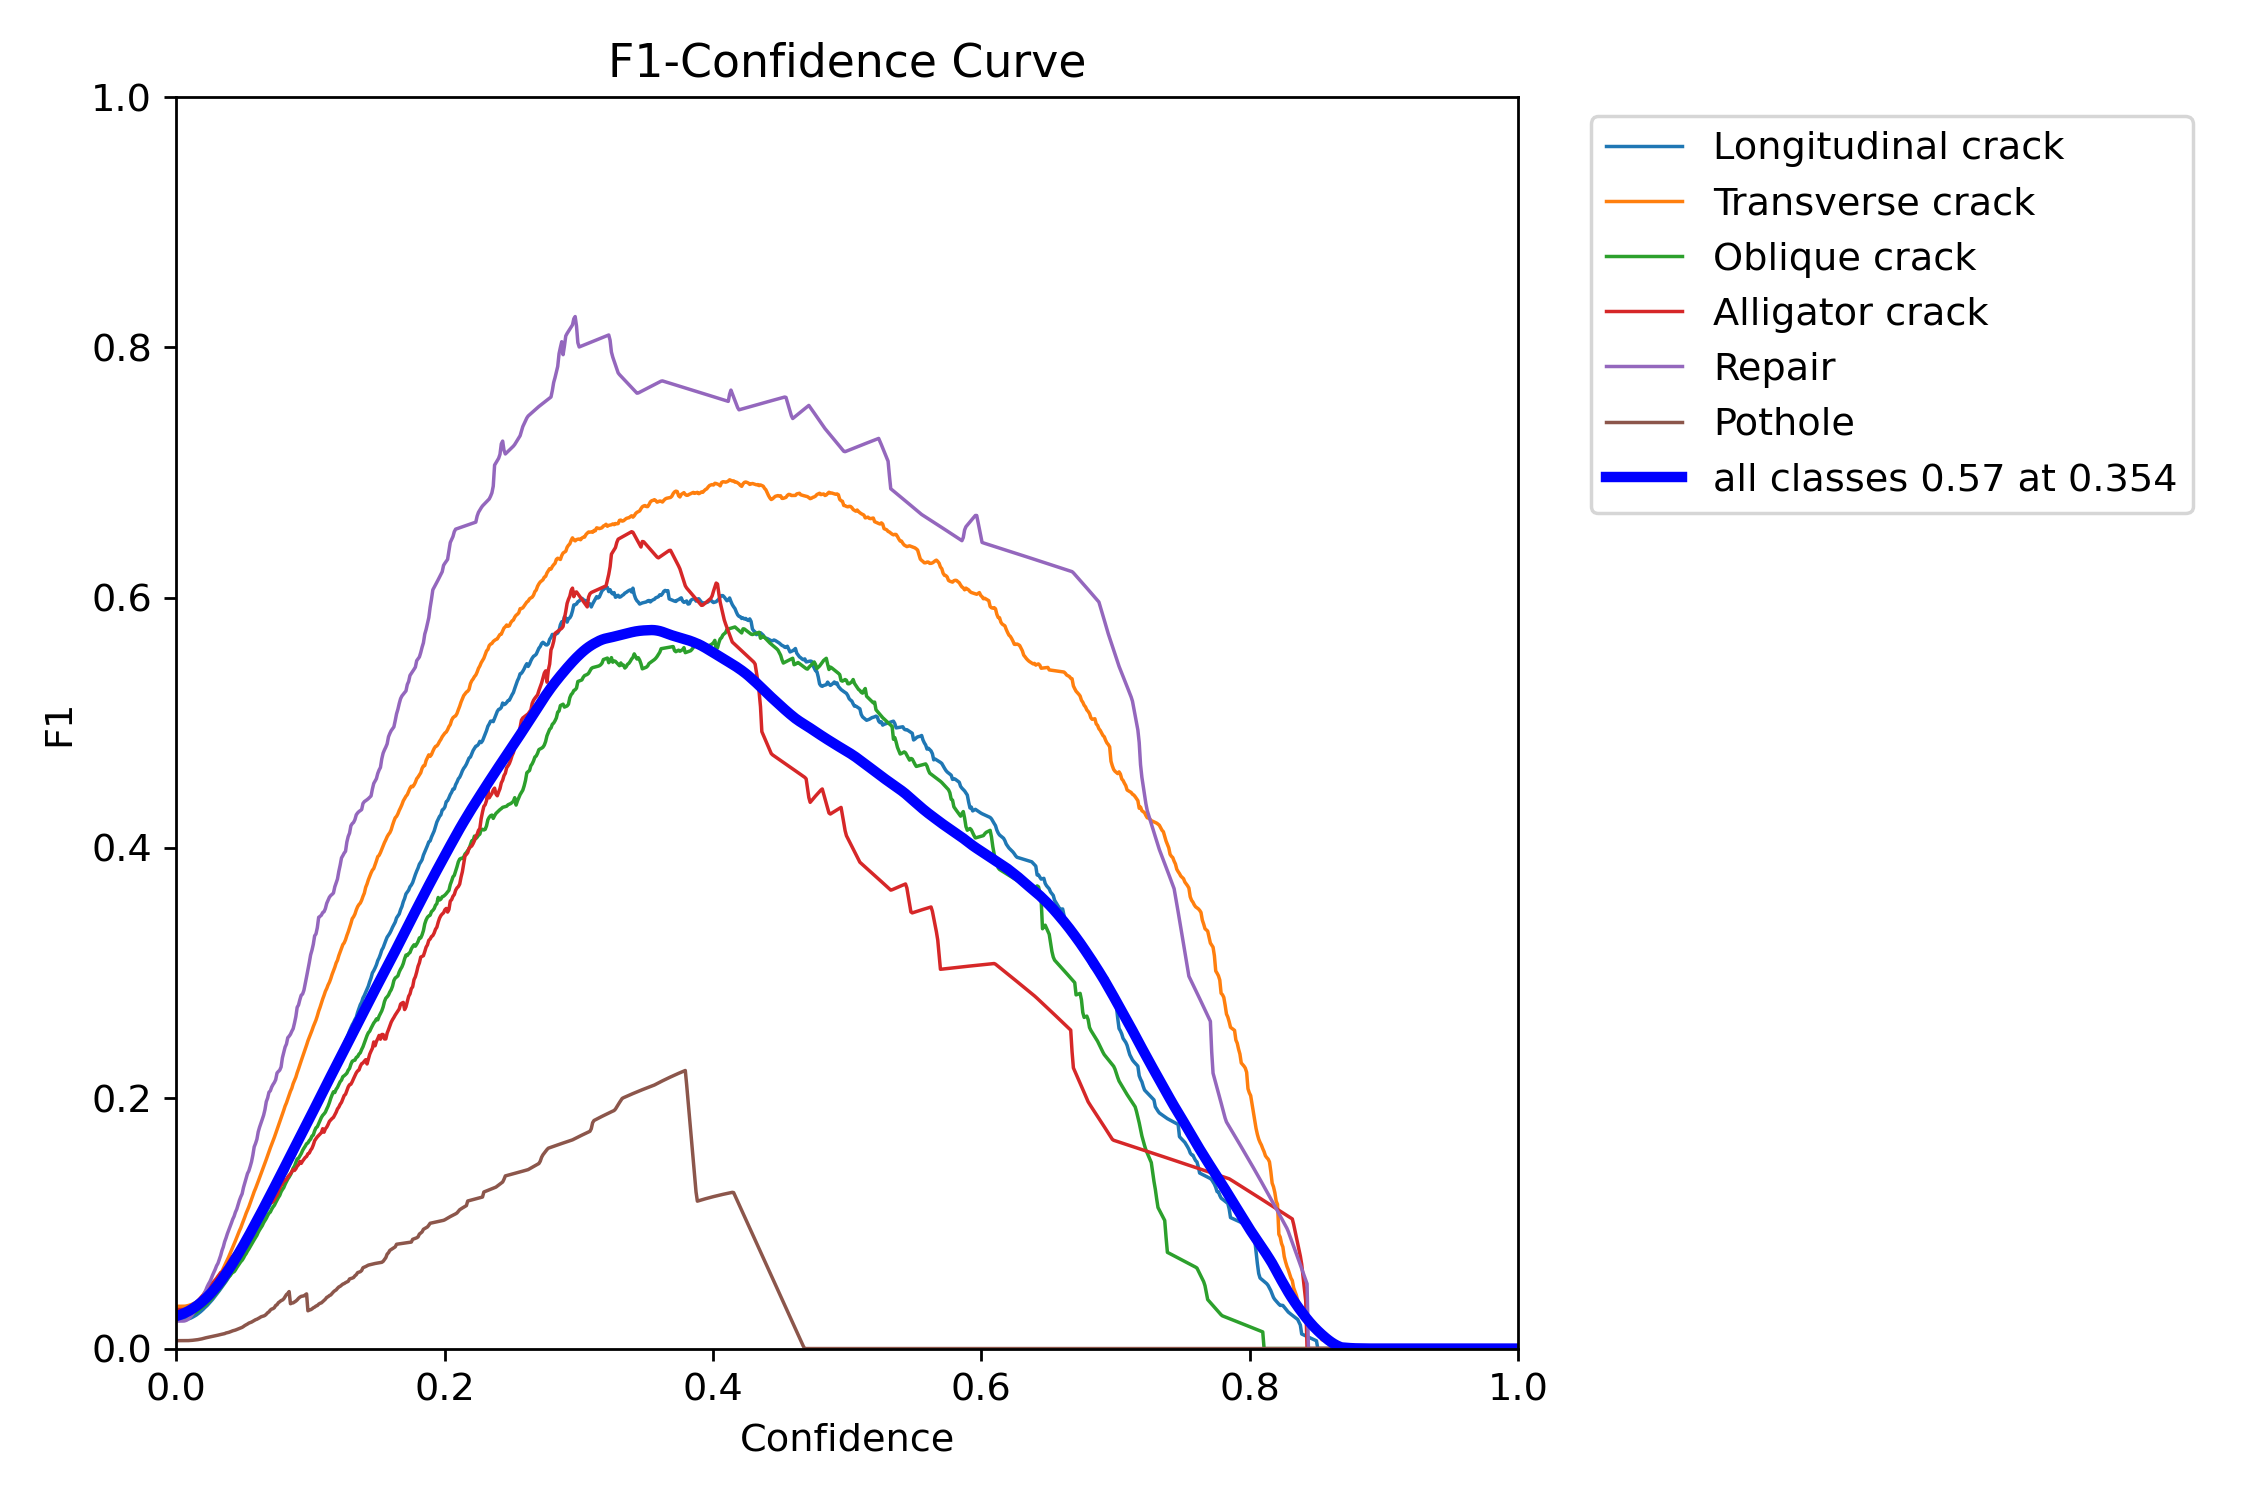 F1-Confidence Curve
1.0
0.8
0.6
0.4
0.2
0.0
F1
0.0 0.2 0.4 0.6 0.8 1.0
Confidence
Longitudinal crack
Transverse crack
Oblique crack
Alligator crack
Repair
Pothole
all classes 0.57 at 0.354